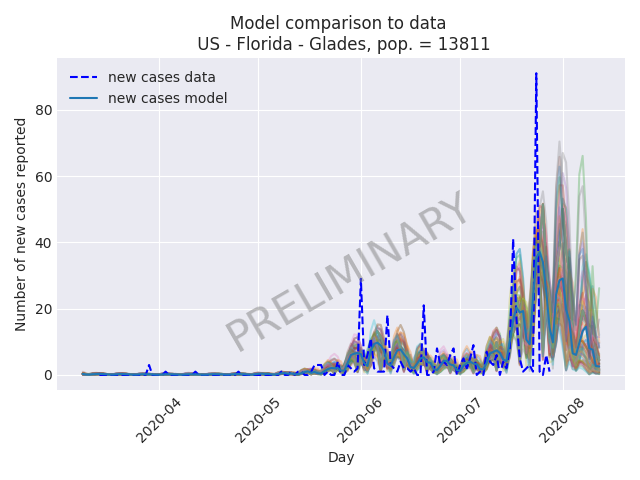 Model comparison to data
US - Florida - Glades, pop. = 13811
new cases data
new cases model
Number of new cases reported
80
60
40
20
0
PRELIMINARY
2020-04
2020-05
2020-06
2020-07
2020-08
Day